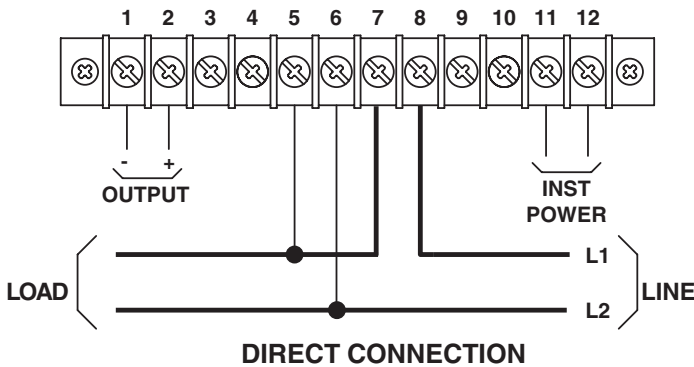 1 2 3 4 5 6 7 8 9 10 11 12
- +
OUTPUT
INST
POWER
L1
LOAD
LINE
L2
DIRECT CONNECTION